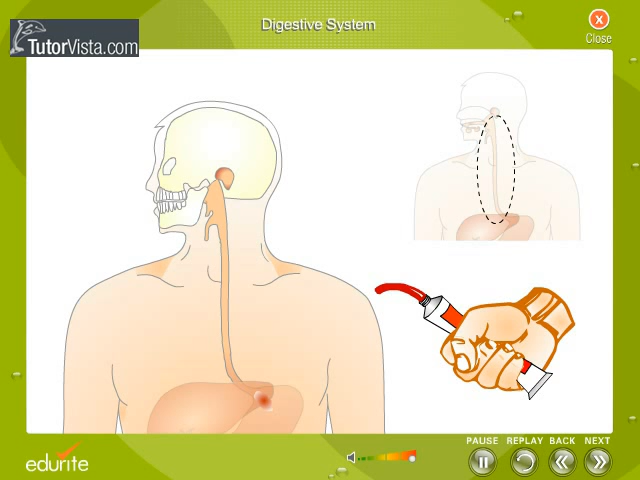 Digestive System
TutorVista.com
Close
PAUSE REPLAY BACK NEXT
edurite